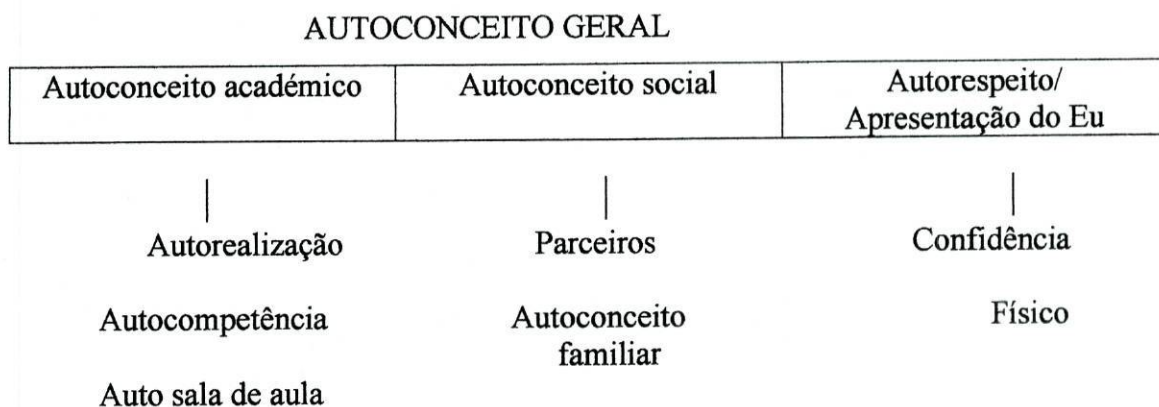 AUTOCONCEITO GERAL
Autoconceito académico
Autoconceito social
Autorespeito/
Apresentação do Eu
Autorealização
Parceiros
Confidência
Autocompetência
Autoconceito
familiar
Físico
Auto sala de aula